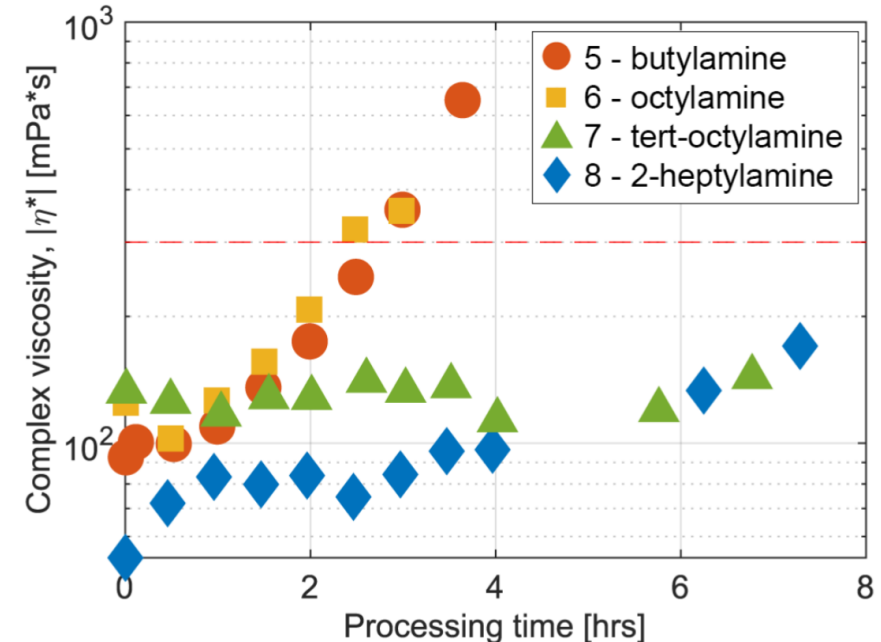 10³
5 - butylamine
6 - octylamine
7 - tert-octylamine
8 - 2-heptylamine
Complex viscosity, |η*| [mPa*s]
10²
0 2 4 6 8
Processing time [hrs]